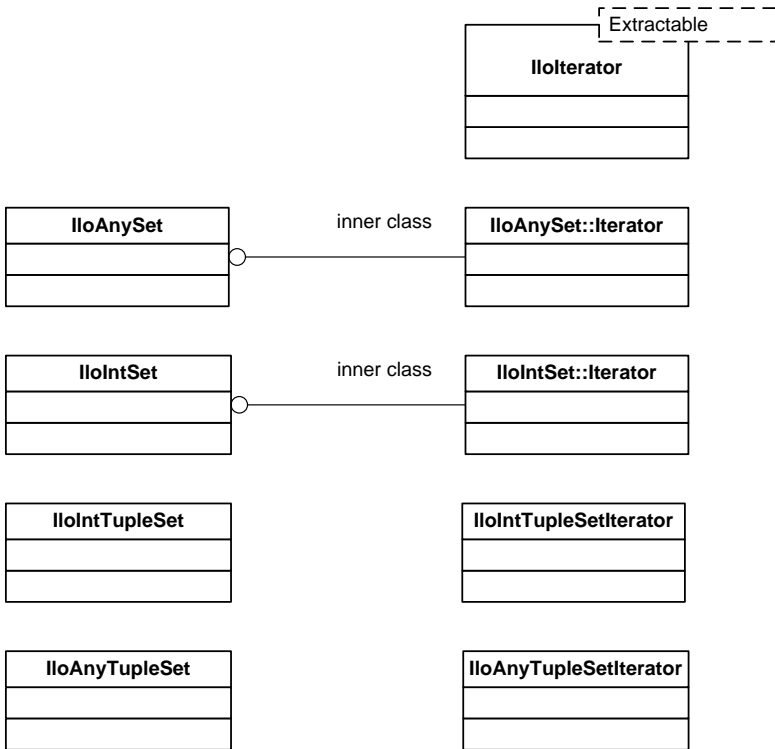 Extractable
IloIterator
IloAnySet
inner class
IloAnySet::Iterator
IloIntSet
inner class
IloIntSet::Iterator
IloIntTupleSet
IloIntTupleSetIterator
IloAnyTupleSet
IloAnyTupleSetIterator